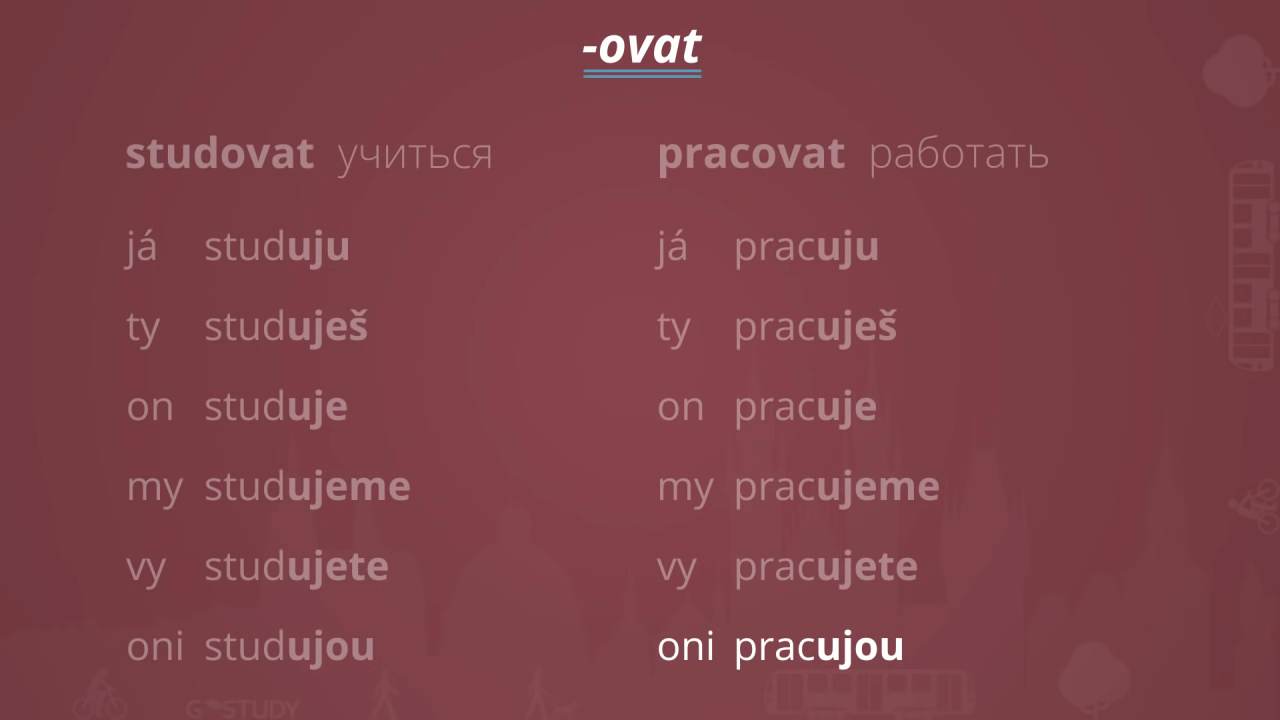 -ovat
studovat учиться
já studuju
ty studuješ
on studuje
my studujeme
vy studujete
oni studujou
pracovat работать
já pracuju
ty pracuješ
on pracuje
my pracujeme
vy pracujete
oni pracujou
GOSTUDY